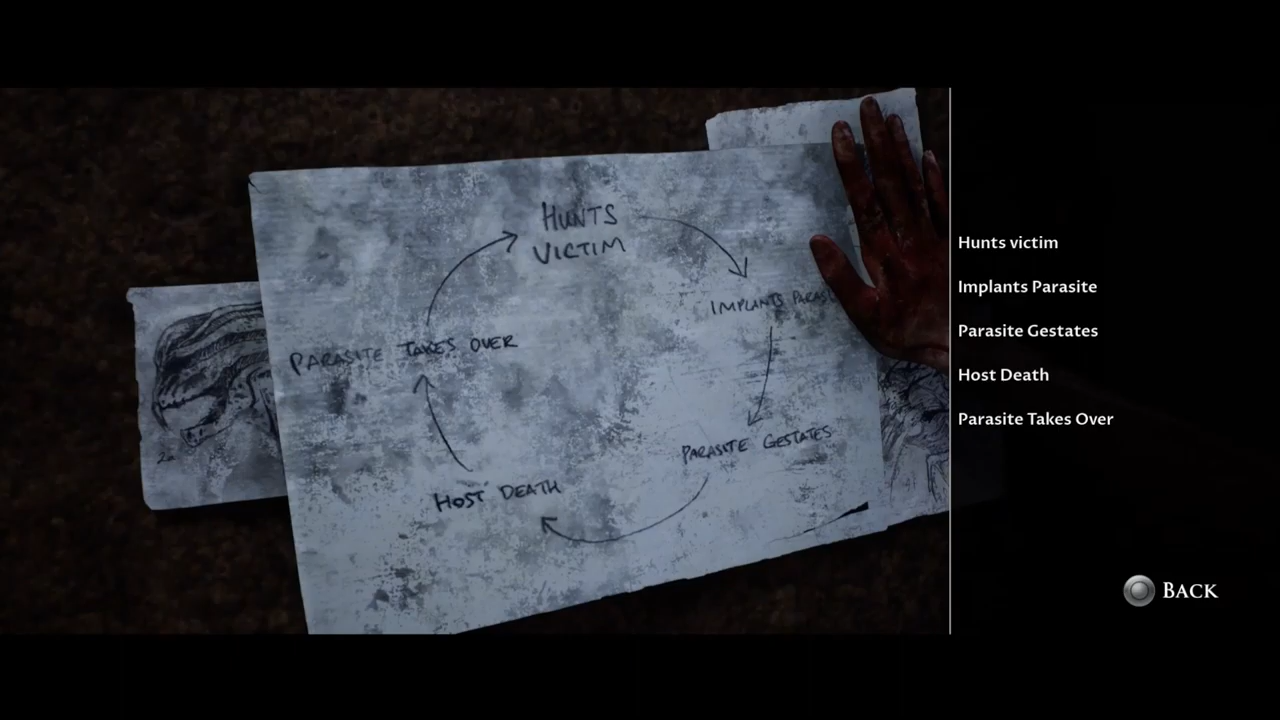 HUNTS
VICTIM
IMPLANTS PARASI
PARASITE GESTATES
HOST DEATH
PARASITE TAKES OVER
Hunts victim
Implants Parasite
Parasite Gestates
Host Death
Parasite Takes Over
BACK